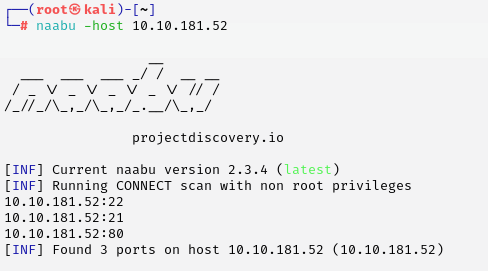 ┌──(root㉿kali)-[~]
└─# naabu -host 10.10.181.52
                  __
  ___  ___  ___ _/ /  __ __
 / _ \/ _ \/ _ \/ _ \/ // /
/_//_/\_,_/\_,_/_.__/\_,_/
projectdiscovery.io
[INF] Current naabu version 2.3.4 (latest)
[INF] Running CONNECT scan with non root privileges
10.10.181.52:22
10.10.181.52:21
10.10.181.52:80
[INF] Found 3 ports on host 10.10.181.52 (10.10.181.52)